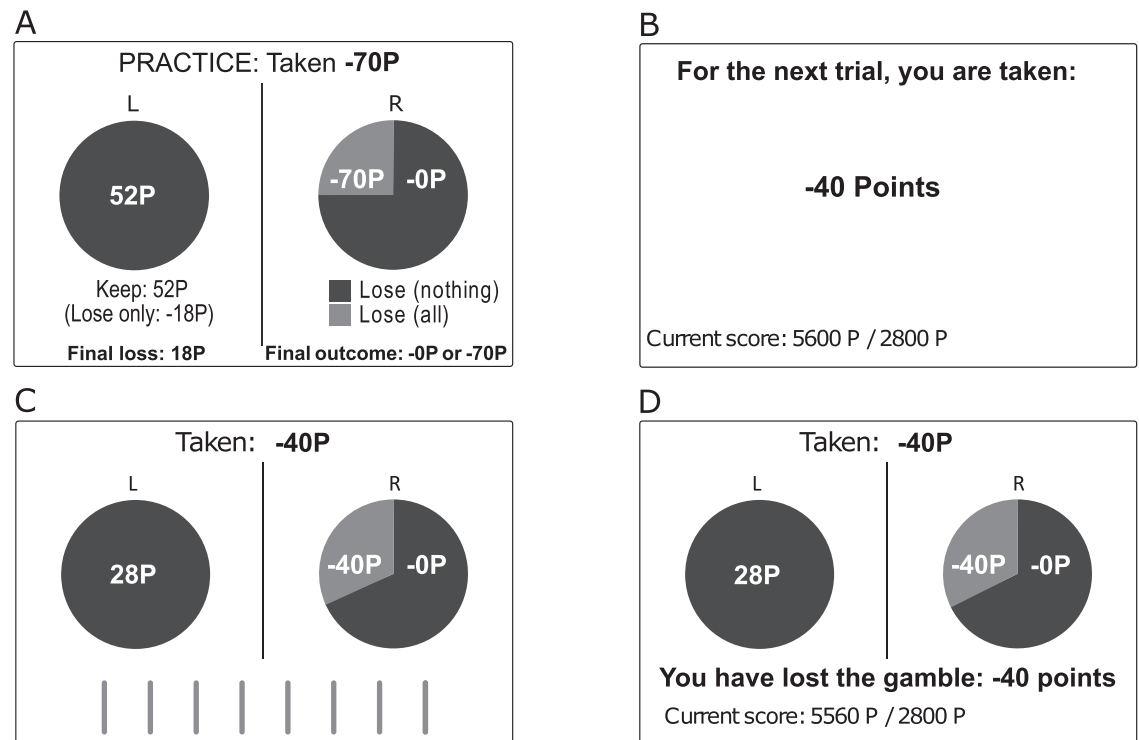 A
PRACTICE: Taken -70P
L
R
52P
-70P
-0P
Keep: 52P
(Lose only: -18P)
Lose (nothing)
Lose (all)
Final loss: 18P
Final outcome: -0P or -70P
B
For the next trial, you are taken:
-40 Points
Current score: 5600 P / 2800 P
C
Taken: -40P
L
R
28P
-40P
-0P
D
Taken: -40P
L
R
28P
-40P
-0P
You have lost the gamble: -40 points
Current score: 5560 P / 2800 P